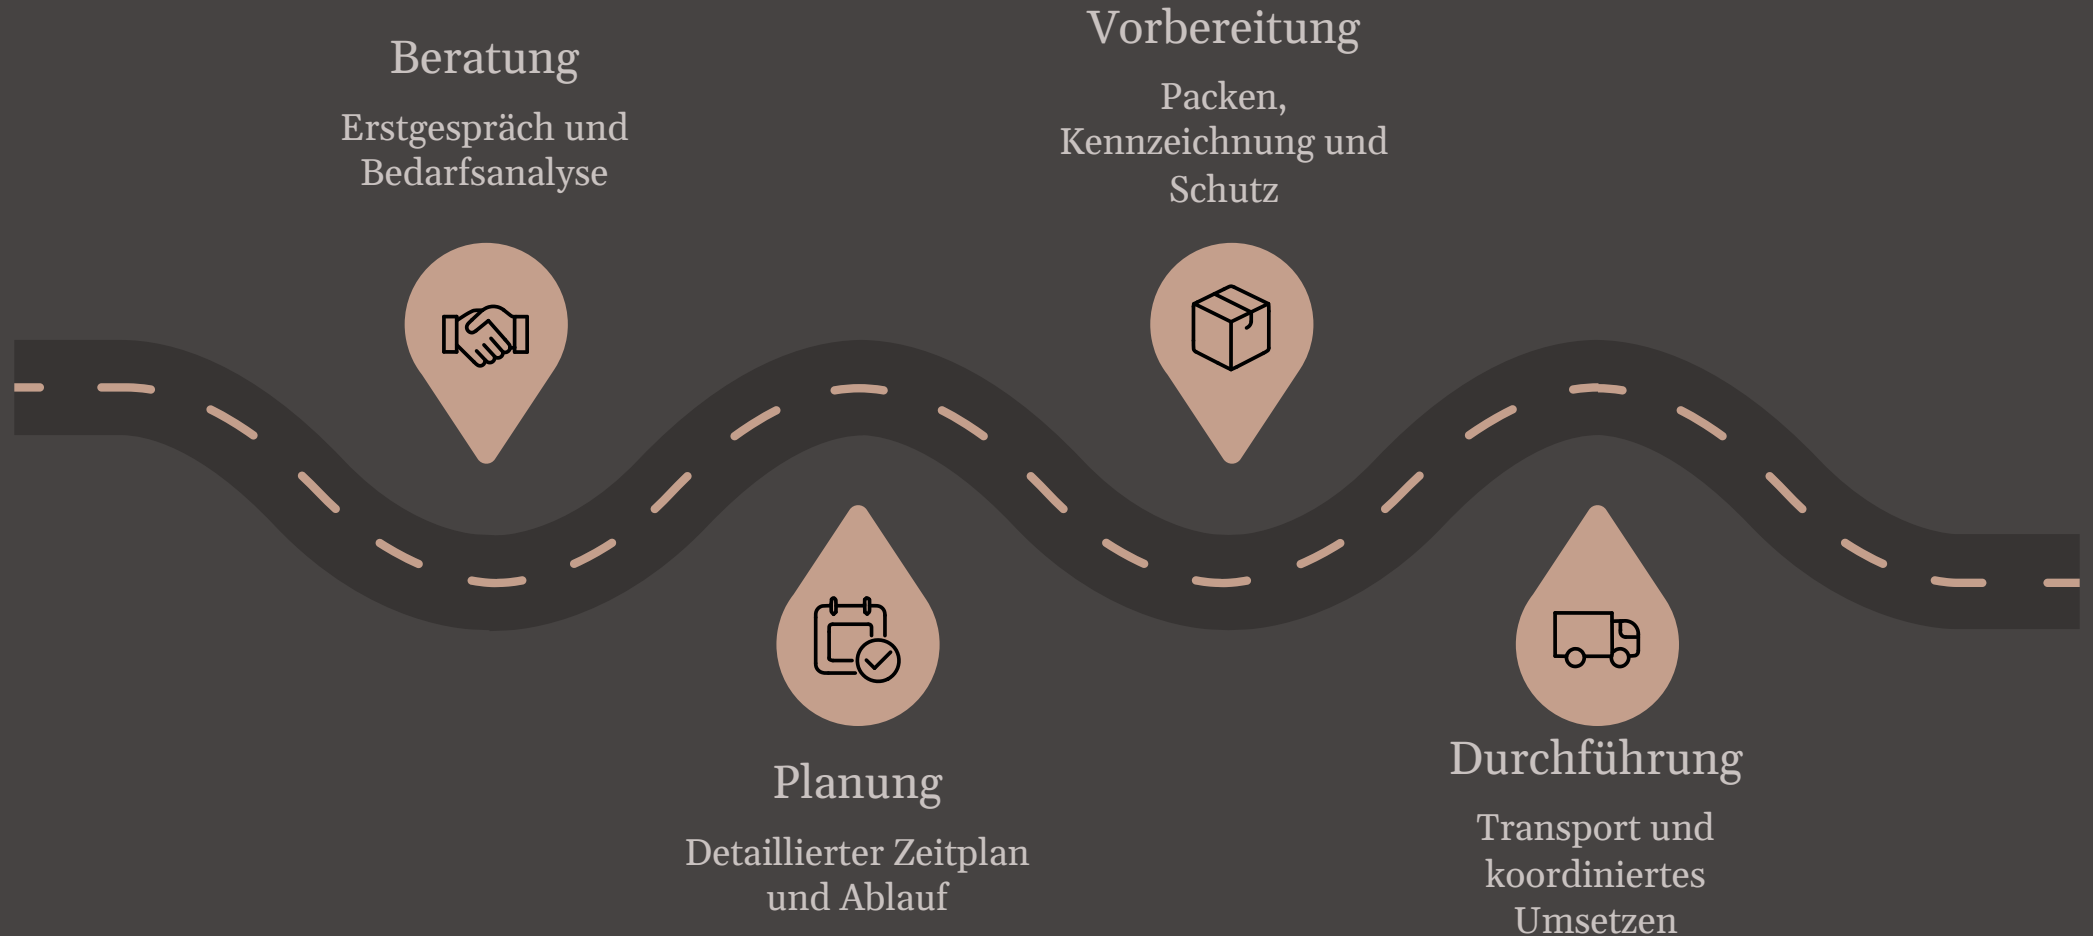 Beratung
Erstgespräch und
Bedarfsanalyse
Planung
Detaillierter Zeitplan
und Ablauf
Vorbereitung
Packen,
Kennzeichnung und
Schutz
Durchführung
Transport und
koordiniertes
Umsetzen